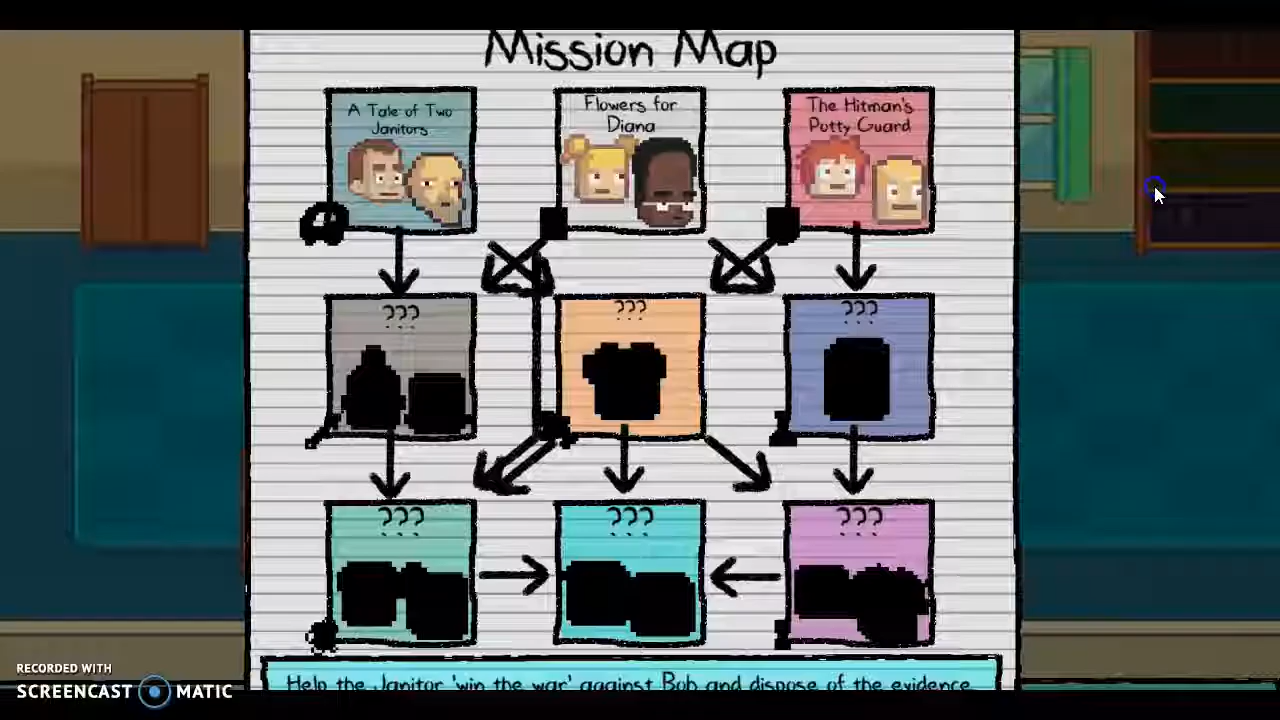 Mission Map
A Tale of Two
Janitors
Flowers for
Diana
The Hitman's
Potty Guard
???
???
???
???
???
???
Help the Janitor 'win the war' against Bob and dispose of the evidence
RECORDED WITH
SCREENCAST MATIC